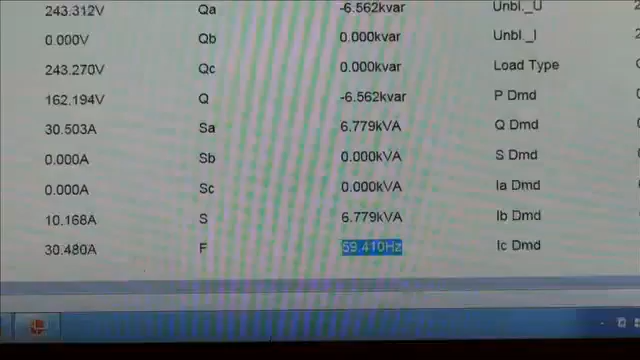 243.312V Qa -6.562kvar Unbl._U
0.000V Qb 0.000kvar Unbl._I
243.270V Qc 0.000kvar Load Type
162.194V Q -6.562kvar P Dmd
30.503A Sa 6.779kVA Q Dmd
0.000A Sb 0.000kVA S Dmd
0.000A Sc 0.000kVA Ia Dmd
10.168A S 6.779kVA Ib Dmd
30.480A F 59.410Hz Ic Dmd